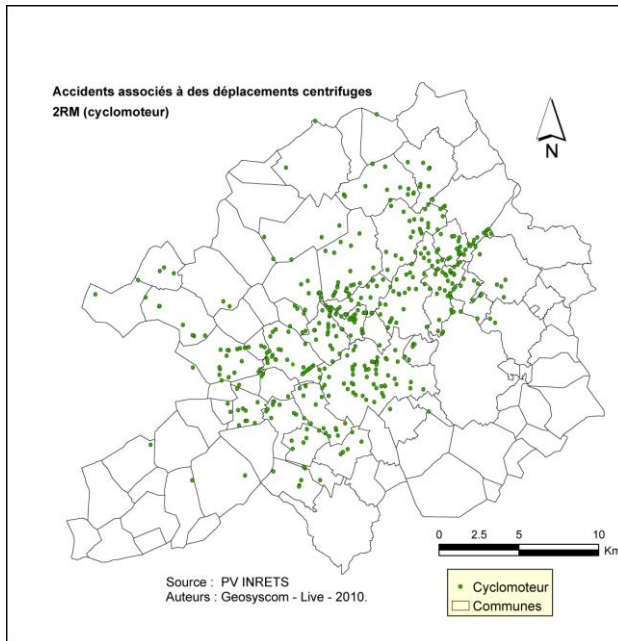 Accidents associés à des déplacements centrifuges
2RM (cyclomoteur)
N
0 2.5 5 10
Km
Source : PV INRETS
Auteurs : Geosyscom - Live - 2010.
Cyclomoteur
Communes